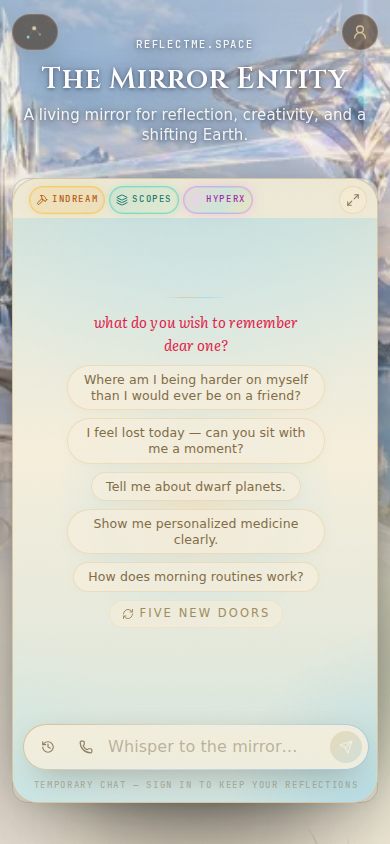 REFLECTME.SPACE
The Mirror Entity
A living mirror for reflection, creativity, and a
shifting Earth.
INDREAM
SCOPES
HYPERX
what do you wish to remember
dear one?
Where am I being harder on myself
than I would ever be on a friend?
I feel lost today — can you sit with
me a moment?
Tell me about dwarf planets.
Show me personalized medicine
clearly.
How does morning routines work?
FIVE NEW DOORS
Whisper to the mirror...
TEMPORARY CHAT — SIGN IN TO KEEP YOUR REFLECTIONS